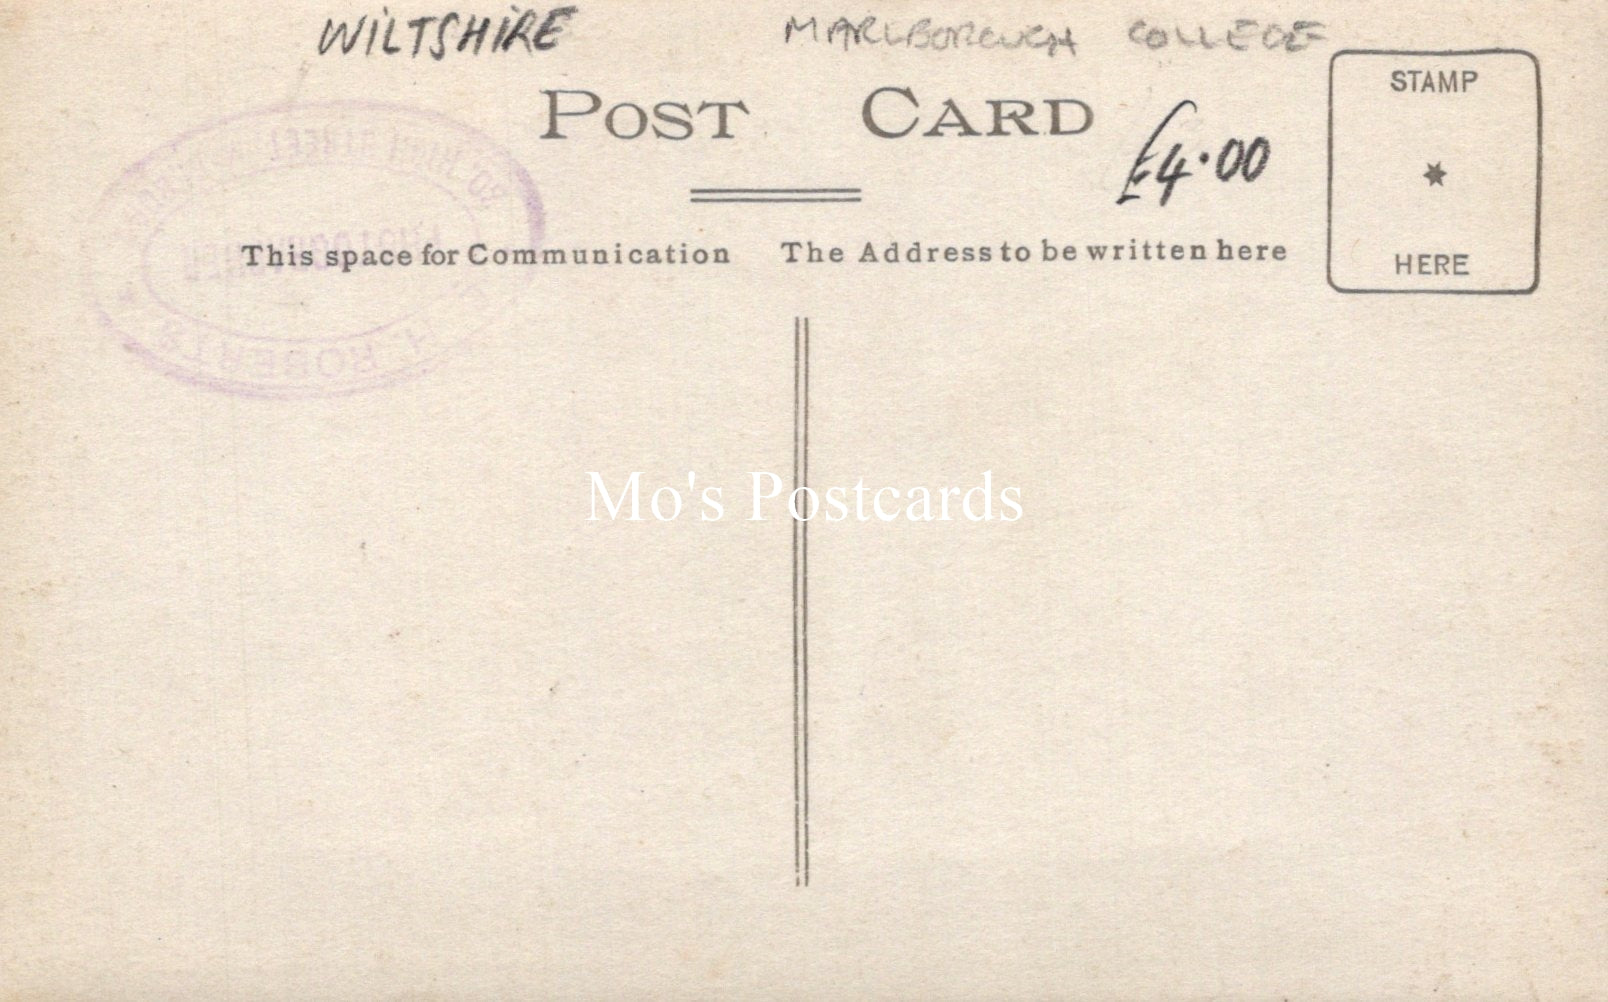 WILTSHIRE MARLBOROUGH COLLEGE
POST CARD
STAMP
HERE
£4.00
This space for Communication
The Address to be written here
ROBERTS
Mo's Postcards